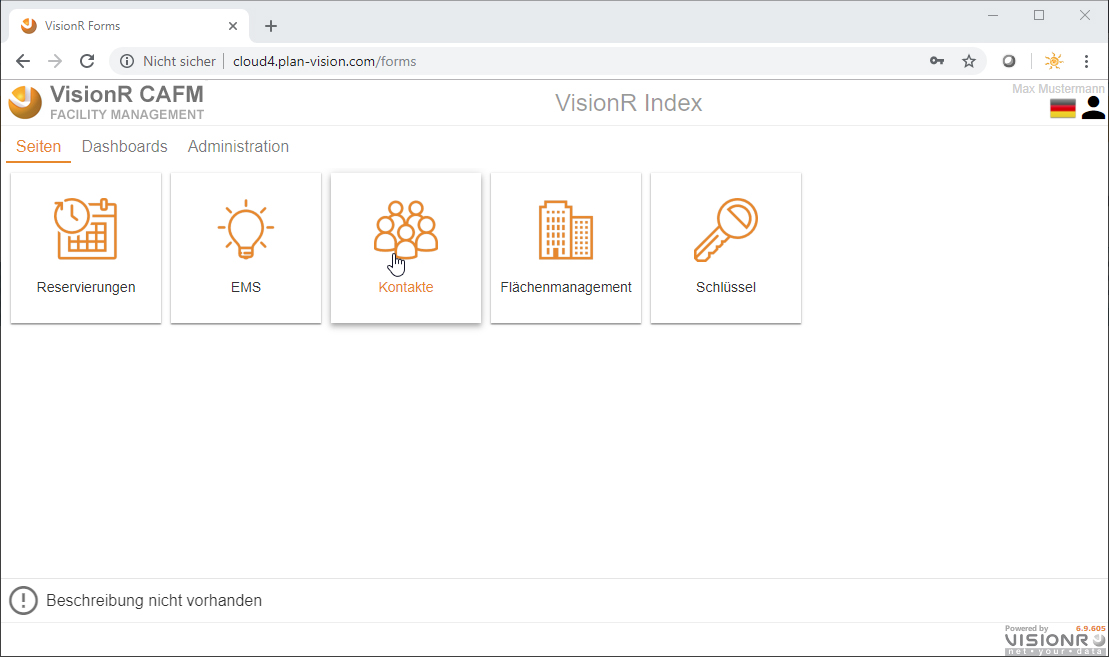 VisionR Forms
Nicht sicher
cloud4.plan-vision.com/forms
VisionR CAFM
FACILITY MANAGEMENT
VisionR Index
Max Mustermann
Seiten Dashboards Administration
Reservierungen EMS Kontakte Flächenmanagement Schlüssel
Beschreibung nicht vorhanden
Powered by 6.9.605
VISIONR
net • your • data